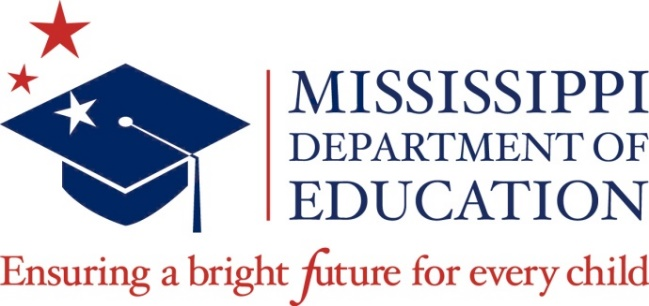 MISSISSIPPI
DEPARTMENT OF
EDUCATION
Ensuring a bright future for every child